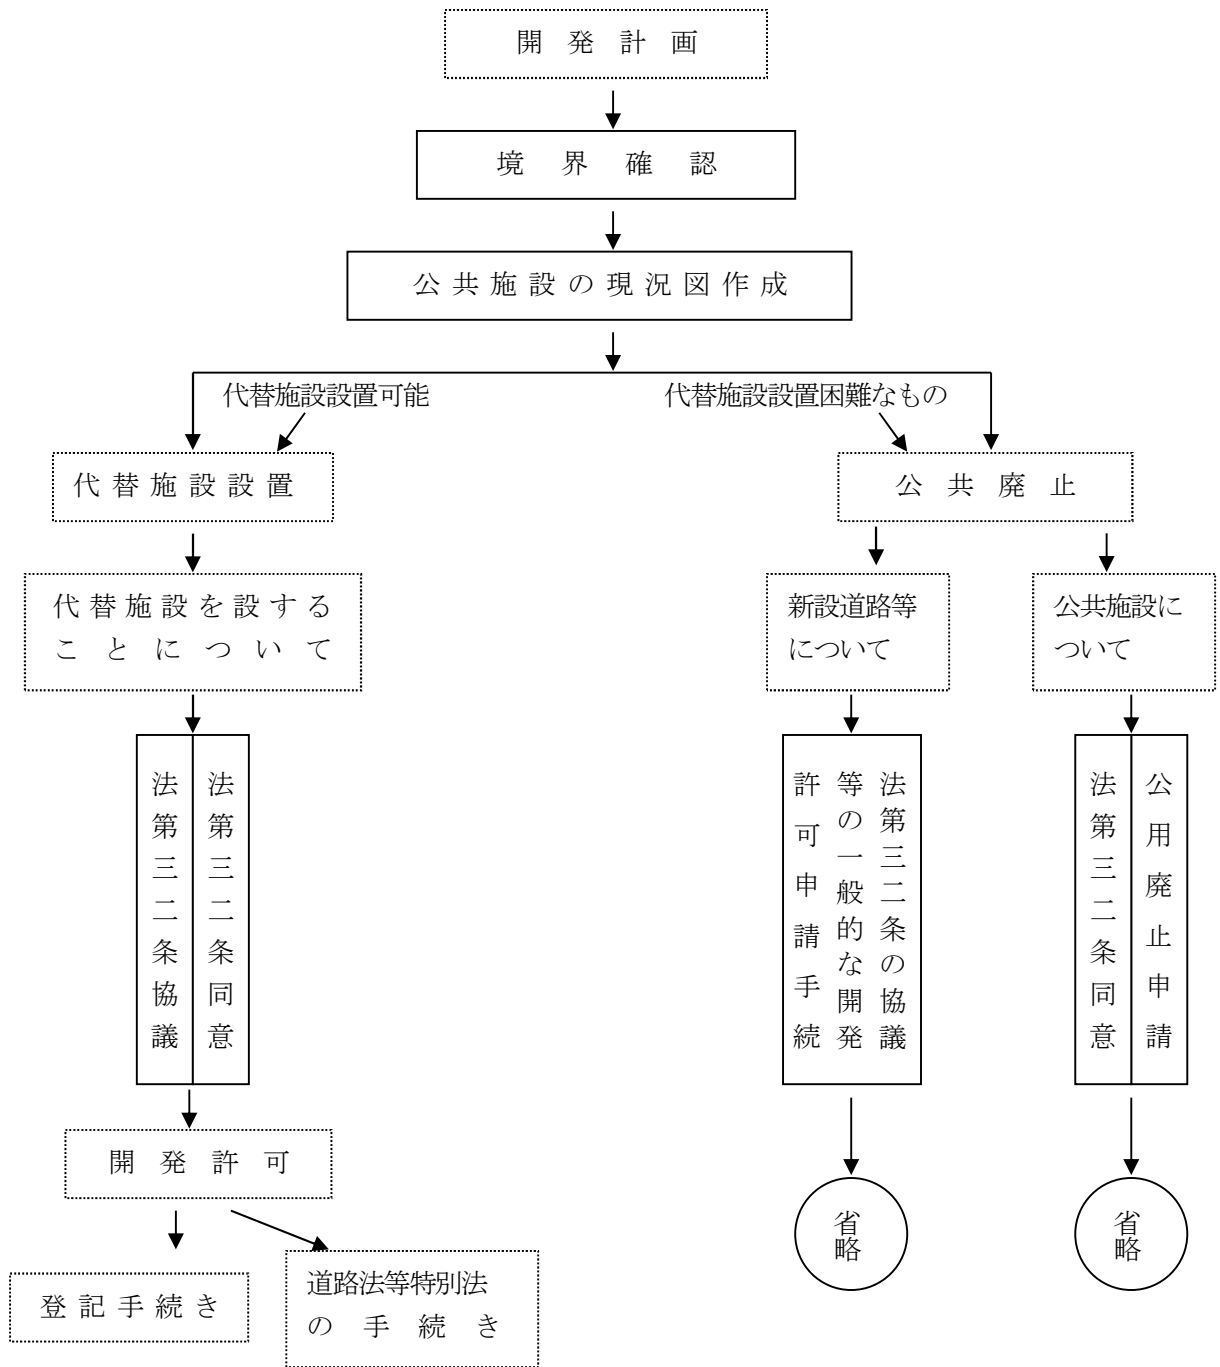 開発計画
境界確認
公共施設の現況図作成
代替施設設置可能
代替施設設置困難なもの
代替施設設置
公共廃止
代替施設を設する
ことについて
新設道路等
について
公共施設に
ついて
法第三二条同意
法第三二条協議
法第三二条の協議
等の一般的な開発
許可申請手続
公用廃止申請
法第三二条同意
開発許可
省略
省略
登記手続き
道路法等特別法
の手続き